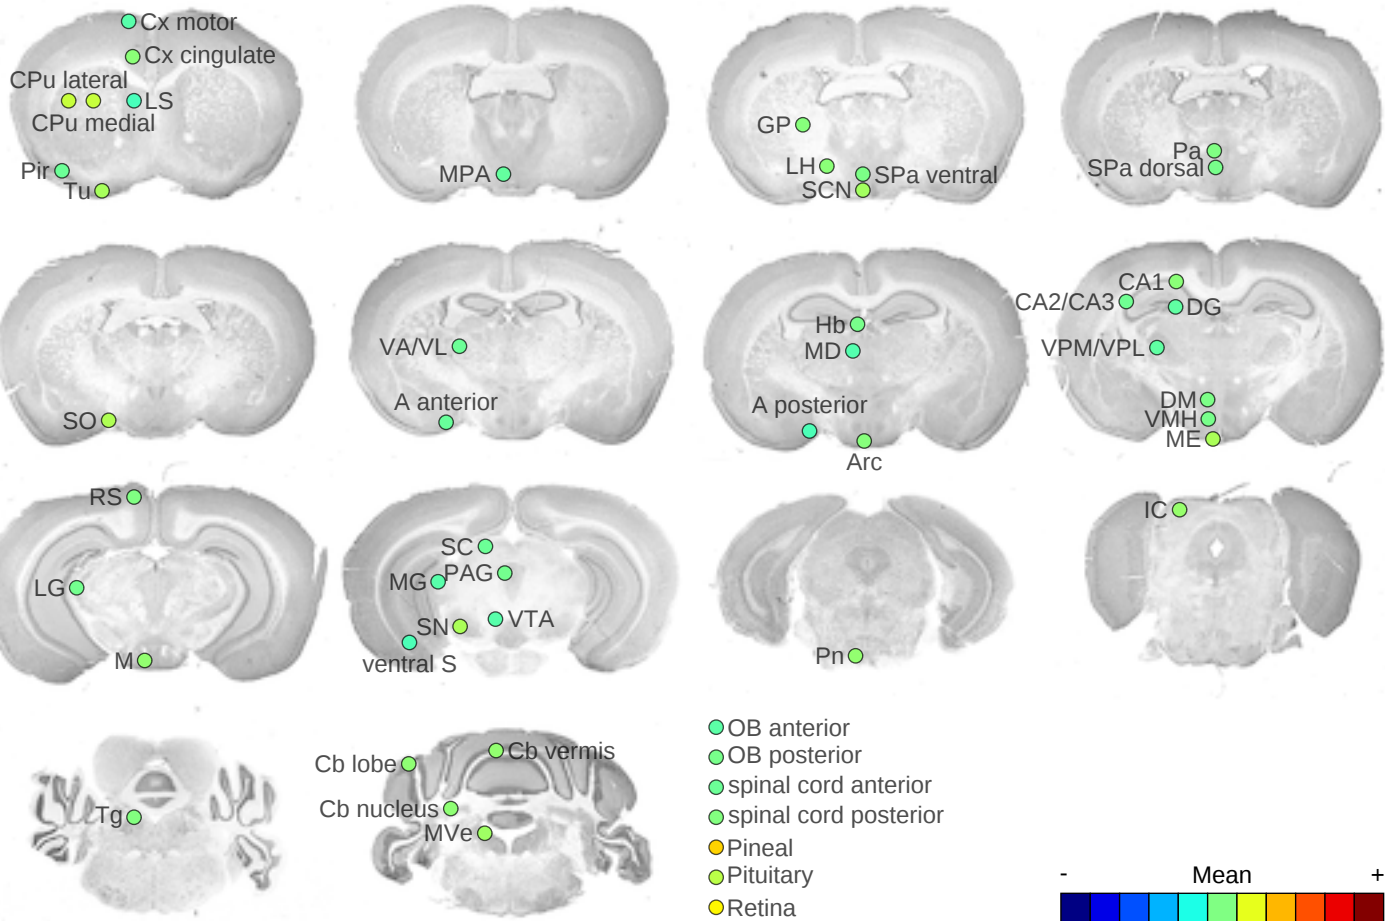 Cx motor
Cx cingulate
CPu lateral
LS
CPu medial
Pir
Tu
MPA
GP
LH
SPa ventral
SCN
Pa
SPa dorsal
SO
VA/VL
A anterior
Hb
MD
A posterior
Arc
CA1
CA2/CA3
DG
VPM/VPL
DM
VMH
ME
RS
LG
M
SC
MG
PAG
SN
VTA
ventral S
Pn
IC
Tg
Cb lobe
Cb vermis
Cb nucleus
MVe
OB anterior
OB posterior
spinal cord anterior
spinal cord posterior
Pineal
Pituitary
Retina
- Mean +